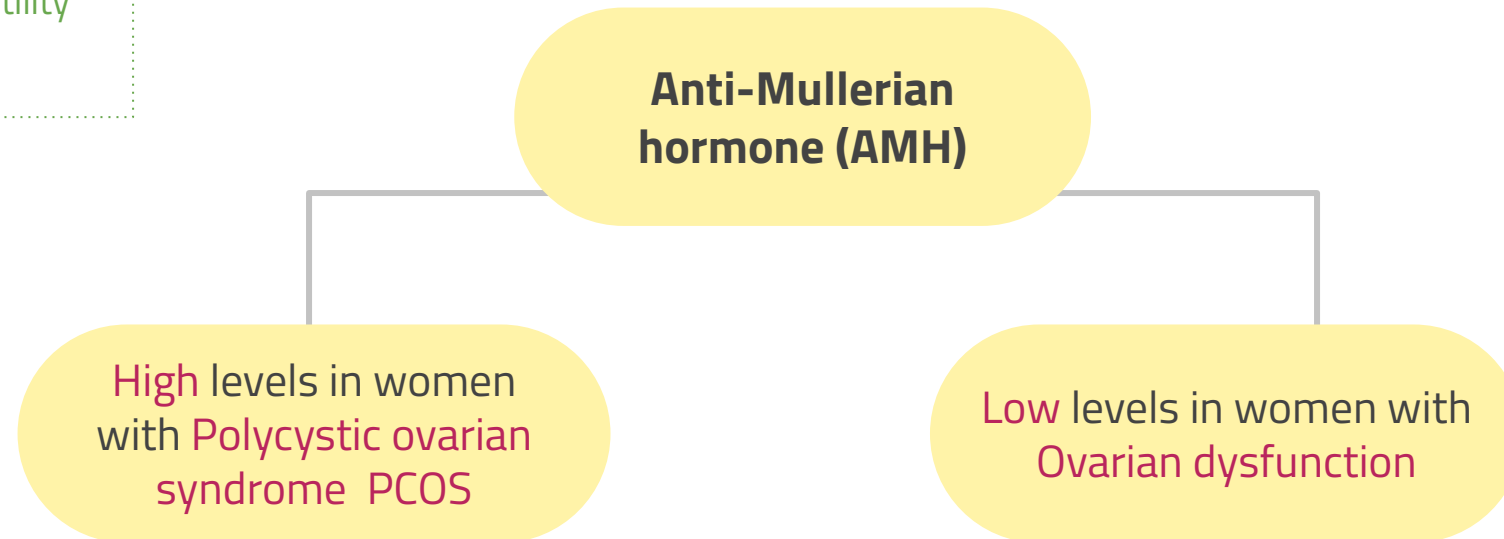 Anti-Mullerian
hormone (AMH)
High levels in women
with Polycystic ovarian
syndrome PCOS
Low levels in women with
Ovarian dysfunction